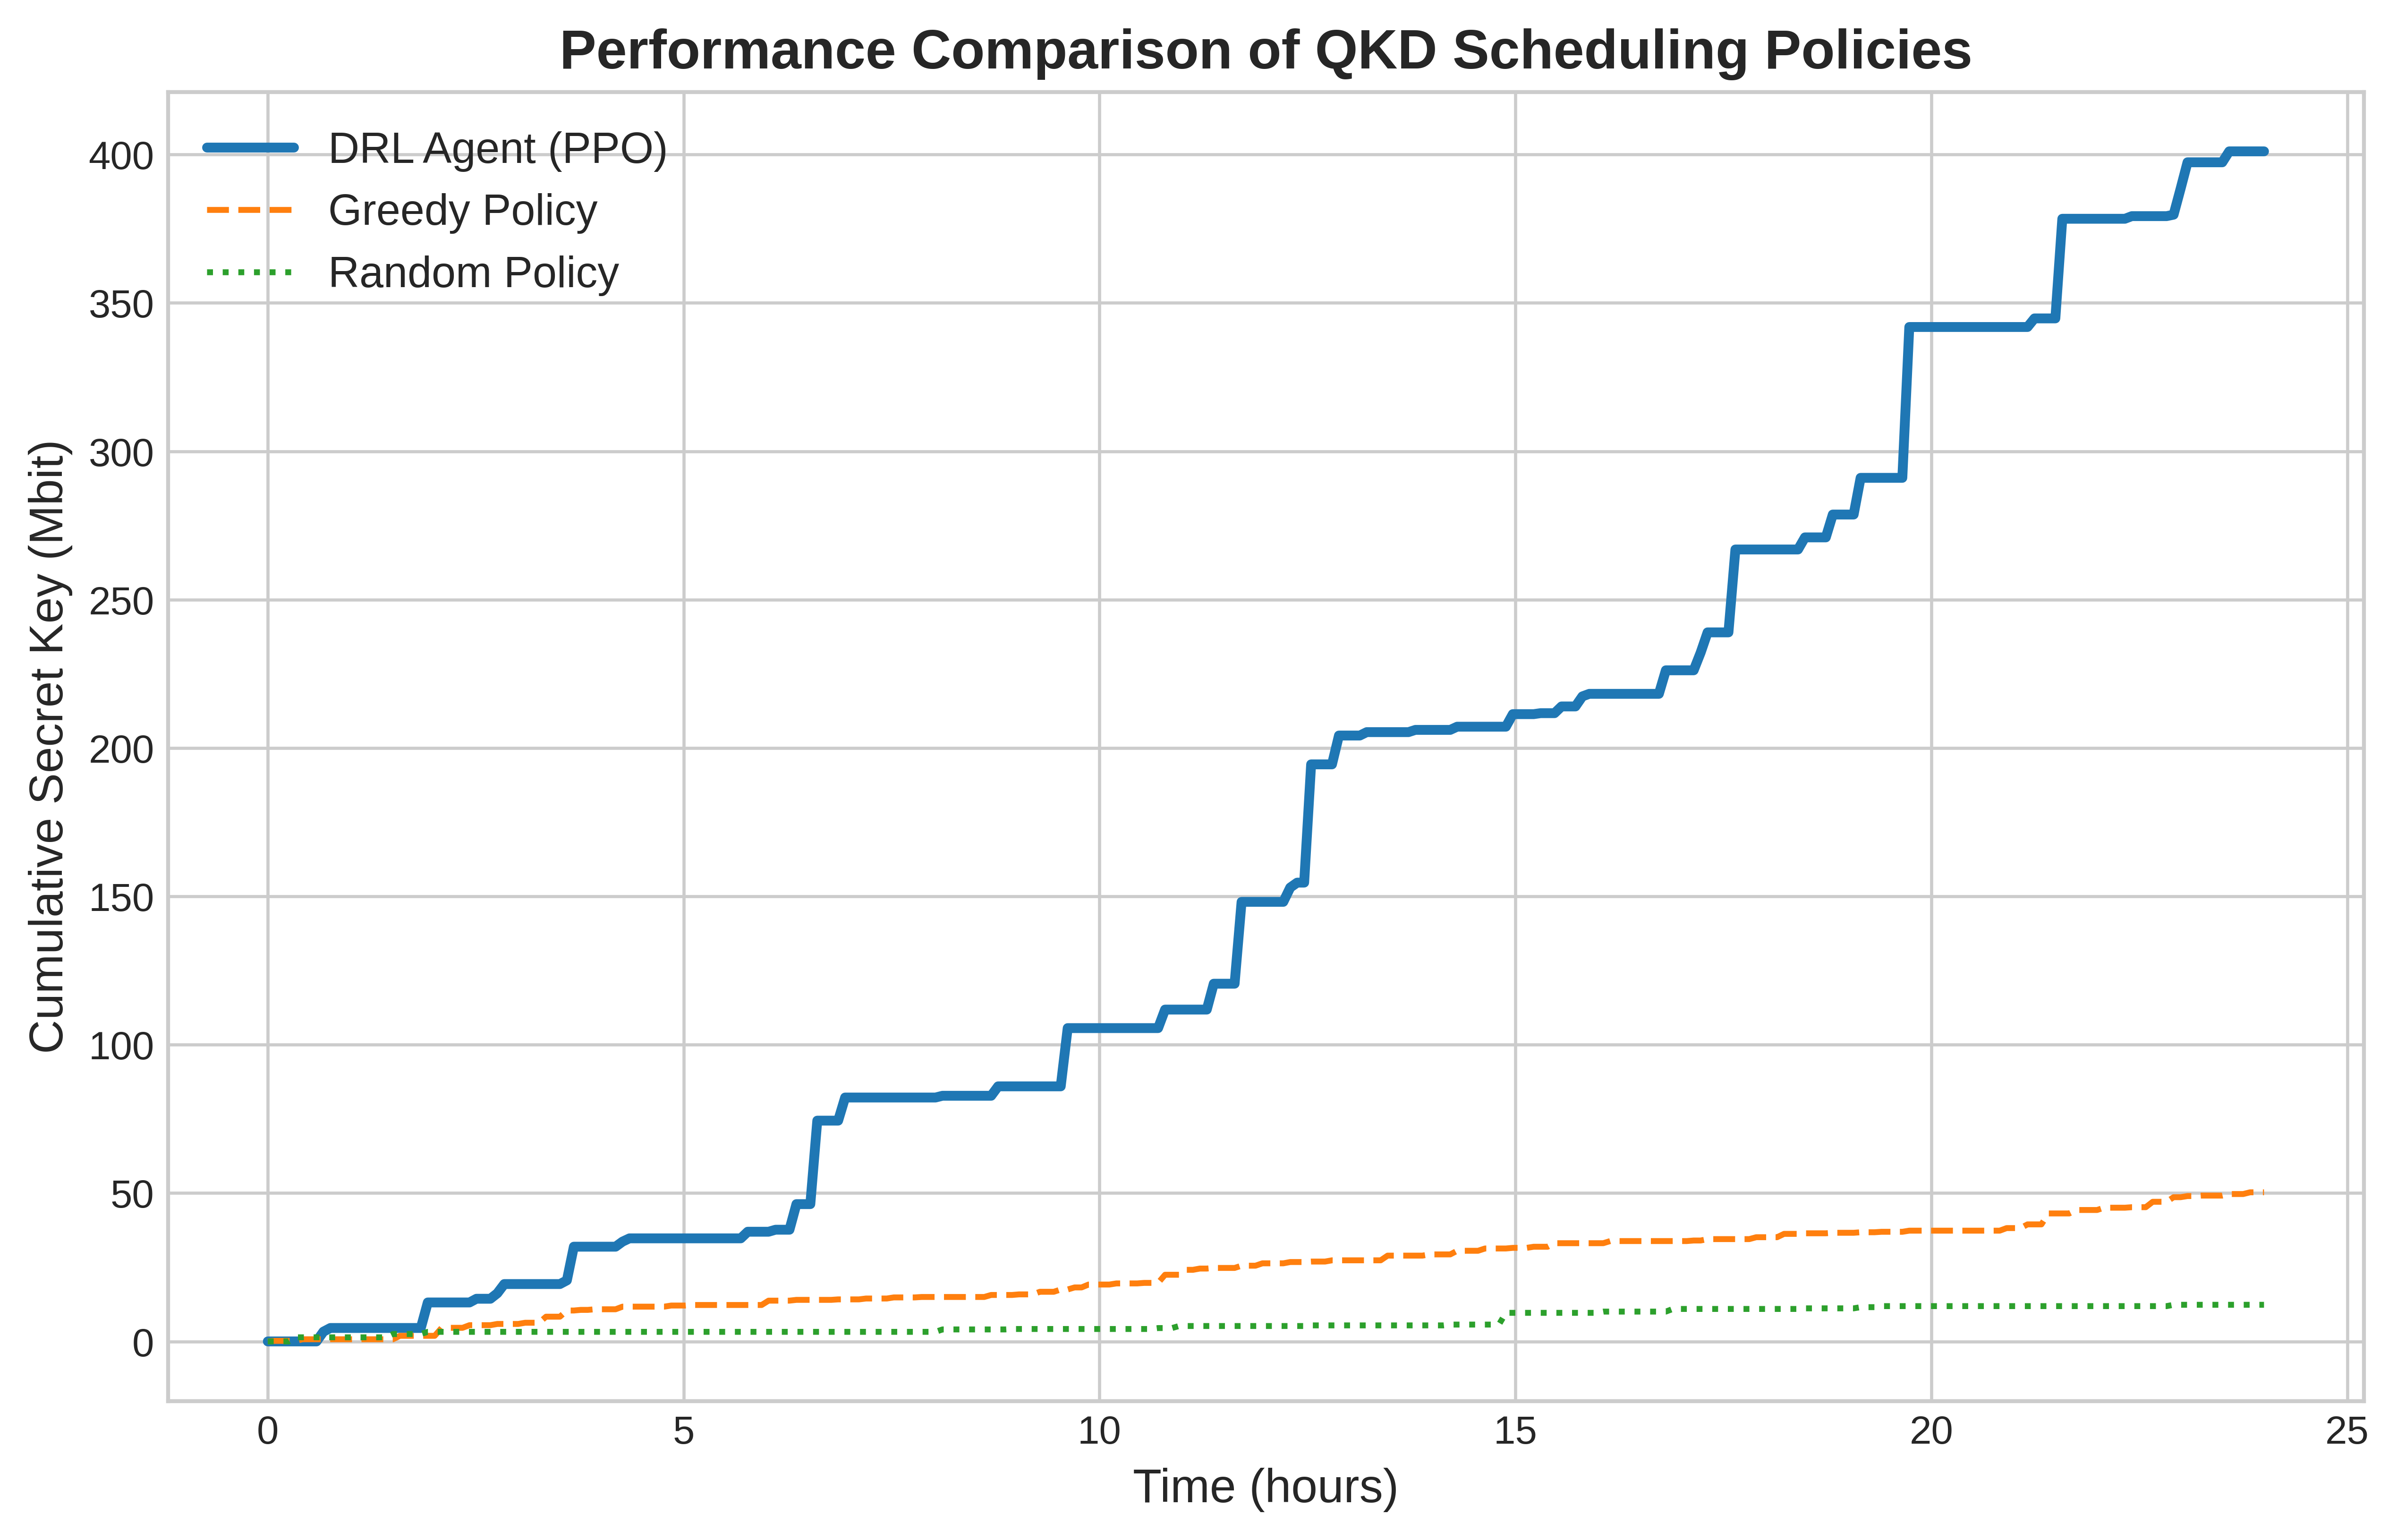 Performance Comparison of QKD Scheduling Policies
DRL Agent (PPO)
Greedy Policy
Random Policy
Cumulative Secret Key (Mbit)
400
350
300
250
200
150
100
50
0
0 5 10 15 20 25
Time (hours)